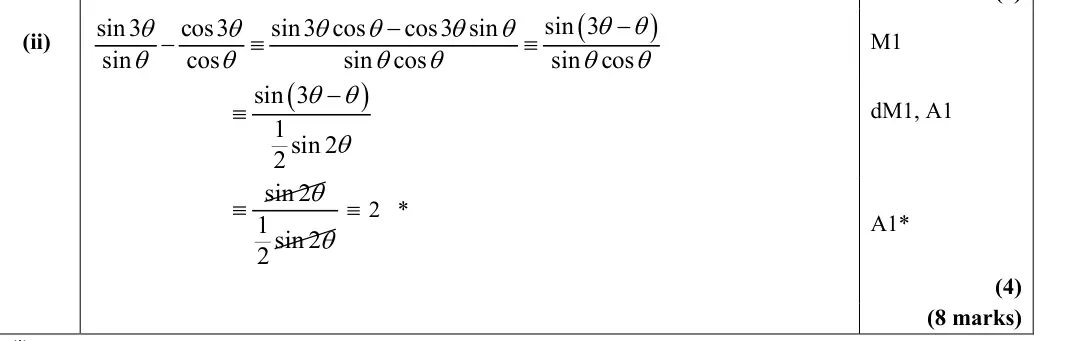 (ii) sin 3θ/sin θ − cos 3θ/cos θ ≡ (sin 3θ cos θ − cos 3θ sin θ)/(sin θ cos θ) ≡ sin(3θ − θ)/(sin θ cos θ) M1
≡ sin(3θ − θ)/(1/2 sin 2θ) dM1, A1
≡ sin 2θ/(1/2 sin 2θ) ≡ 2 * A1*
(4)
(8 marks)